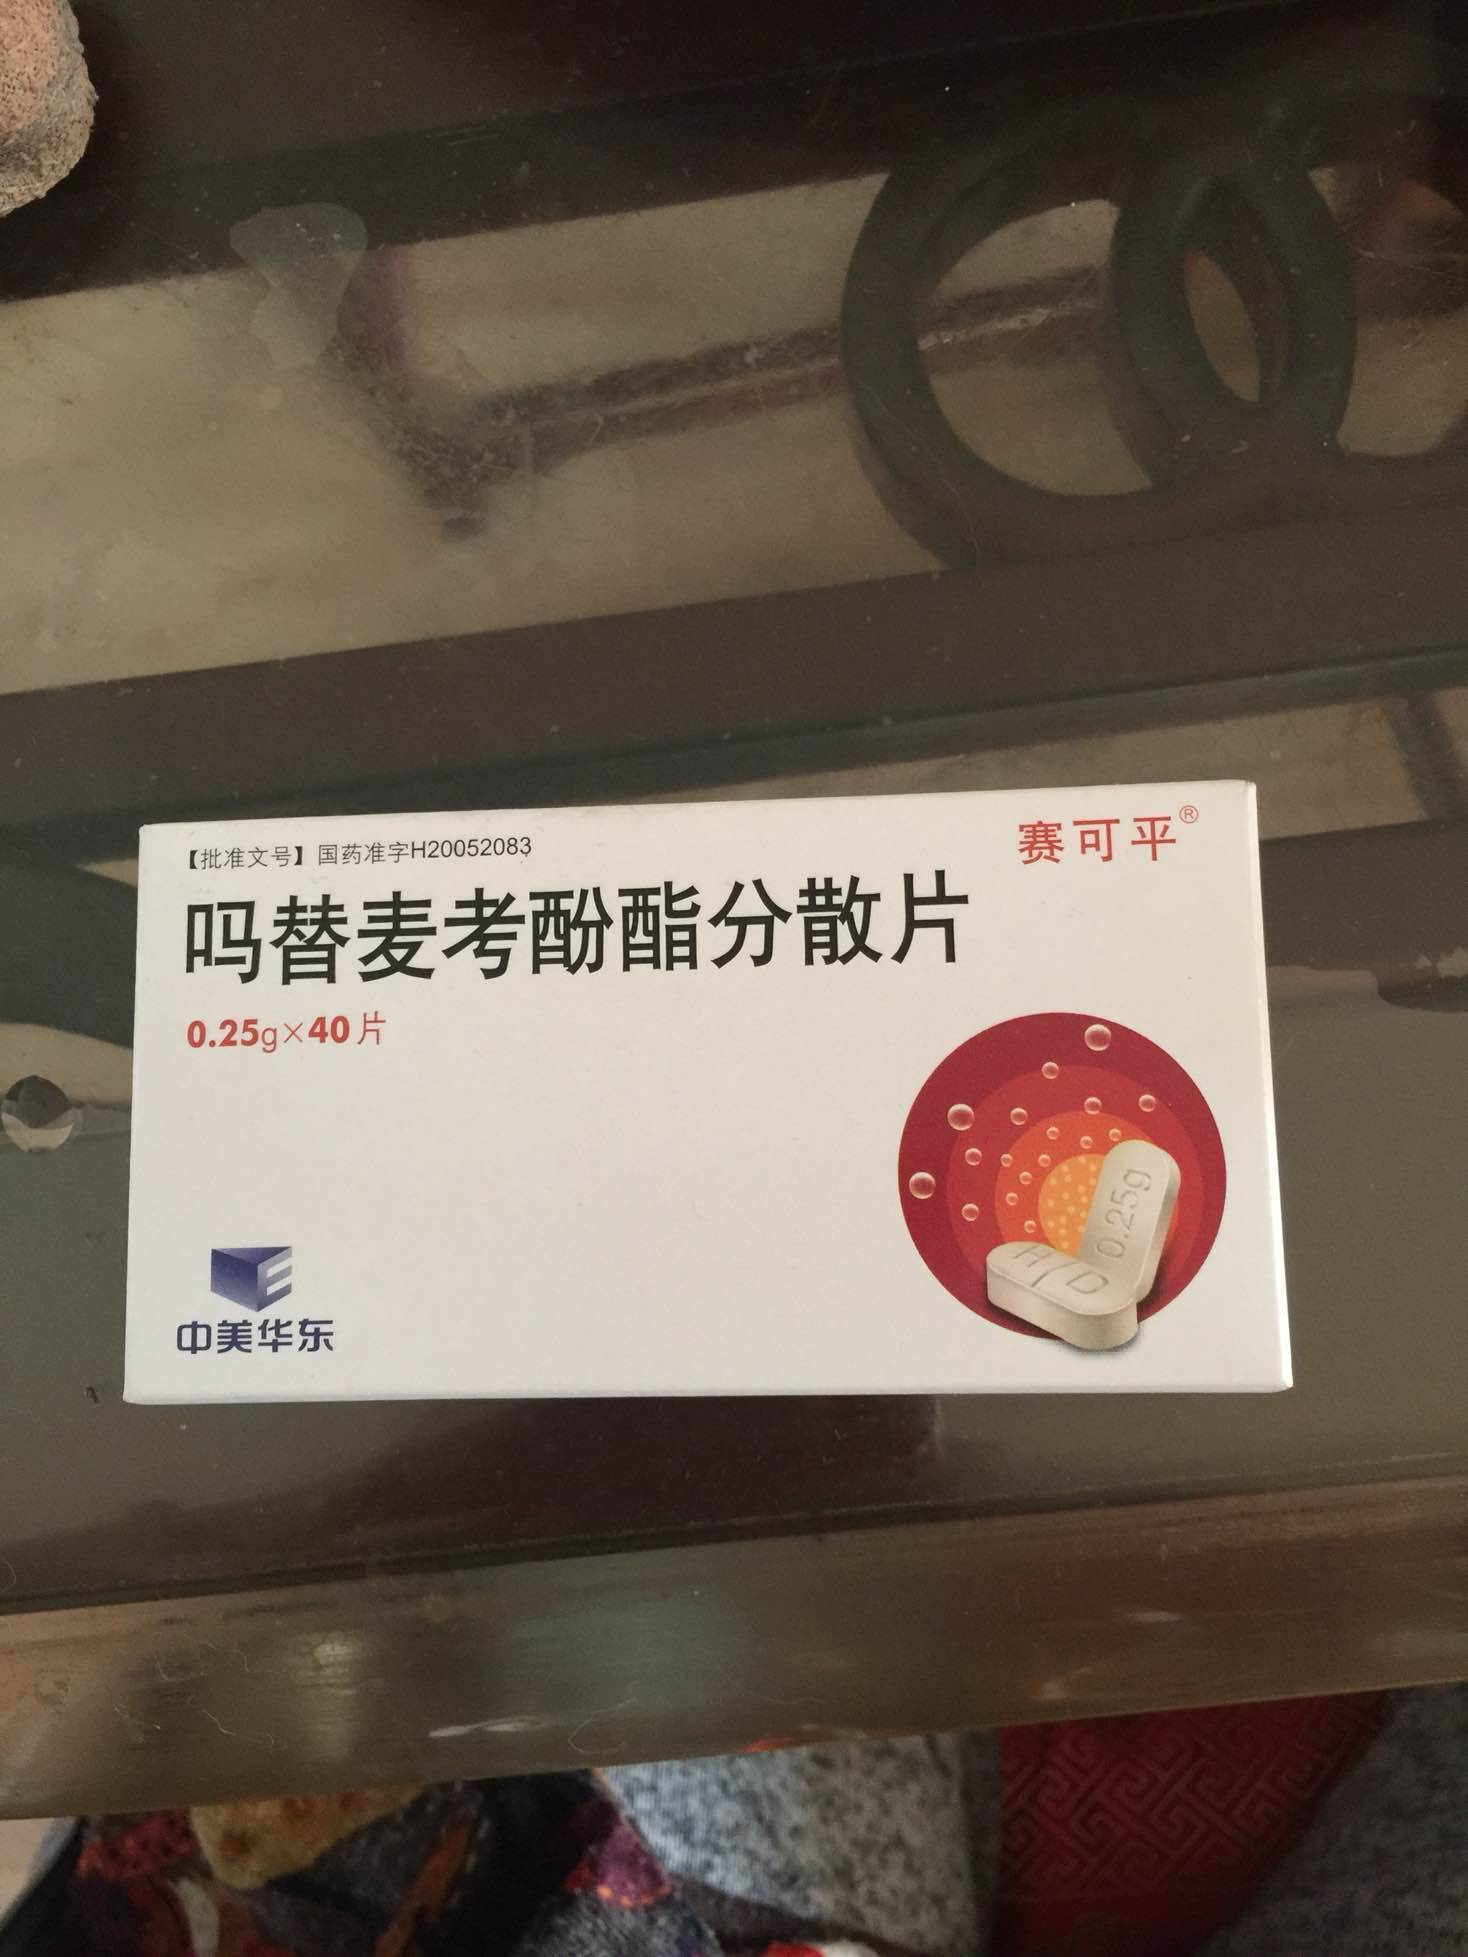 【批准文号】国药准字H20052083
赛可平®
吗替麦考酚酯分散片
0.25g×40片
0.25g
HD
E
中美华东